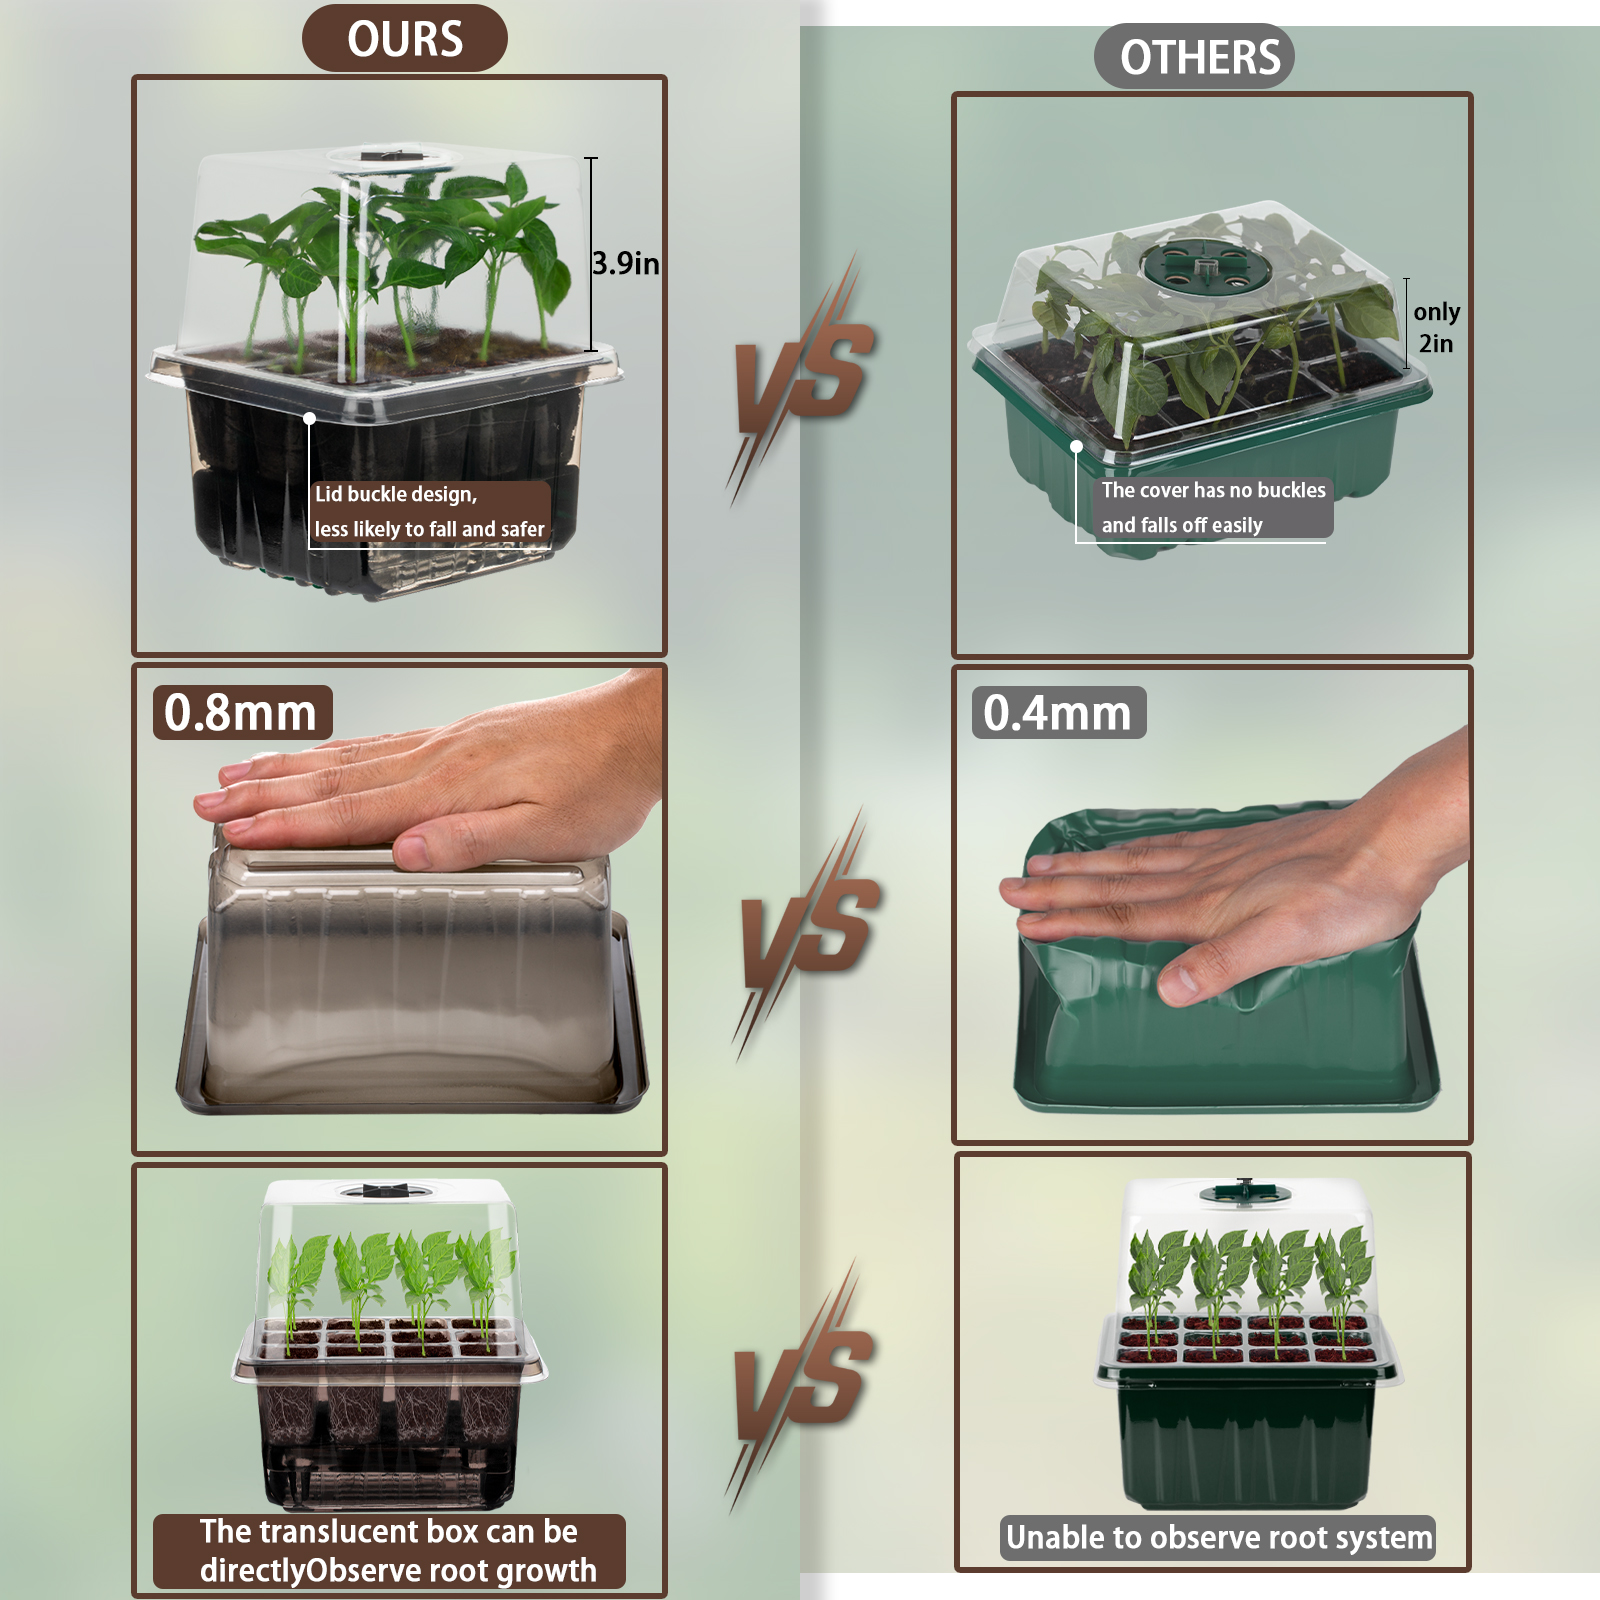 OURS
OTHERS
3.9in
only
2in
VS
Lid buckle design,
less likely to fall and safer
The cover has no buckles
and falls off easily
0.8mm
0.4mm
VS
VS
The translucent box can be
directlyObserve root growth
Unable to observe root system